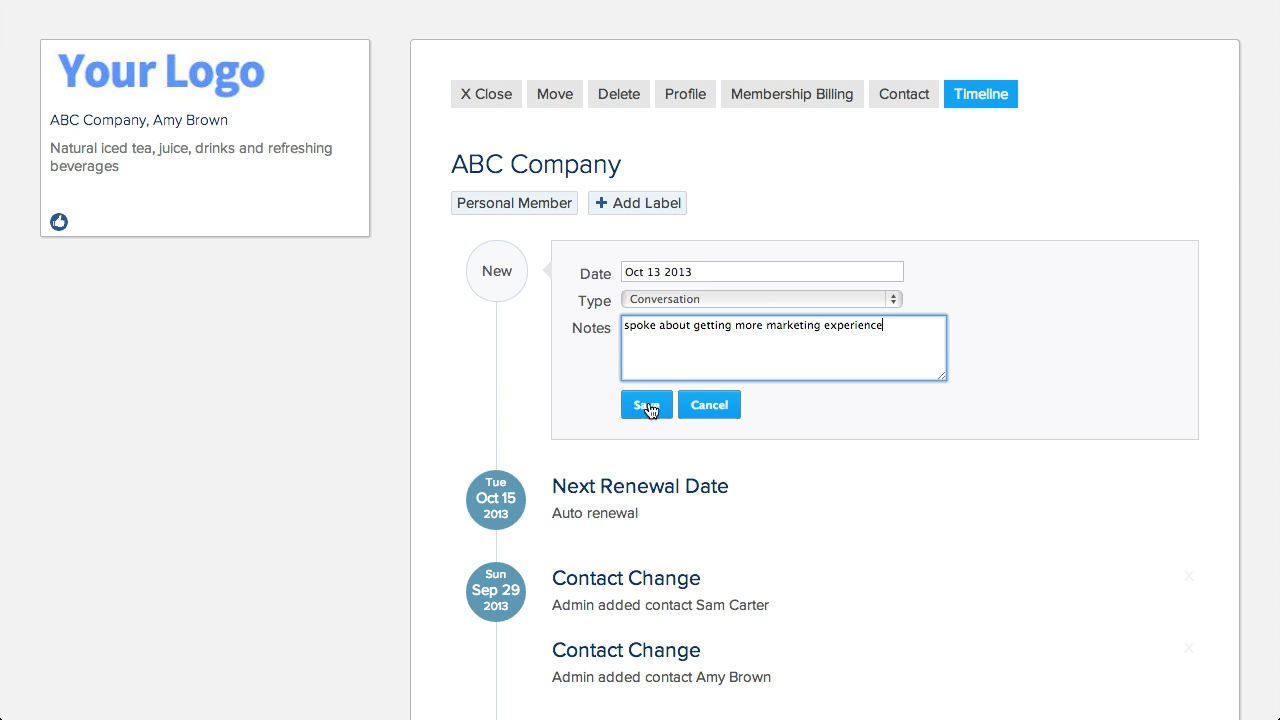 Your Logo
ABC Company, Amy Brown
Natural iced tea, juice, drinks and refreshing
beverages
X Close
Move
Delete
Profile
Membership Billing
Contact
Timeline
ABC Company
Personal Member
+ Add Label
New
Date
Oct 13 2013
Type
Conversation
Notes
spoke about getting more marketing experience
Save
Cancel
Tue
Oct 15
2013
Next Renewal Date
Auto renewal
Sun
Sep 29
2013
Contact Change
X
Admin added contact Sam Carter
Contact Change
X
Admin added contact Amy Brown